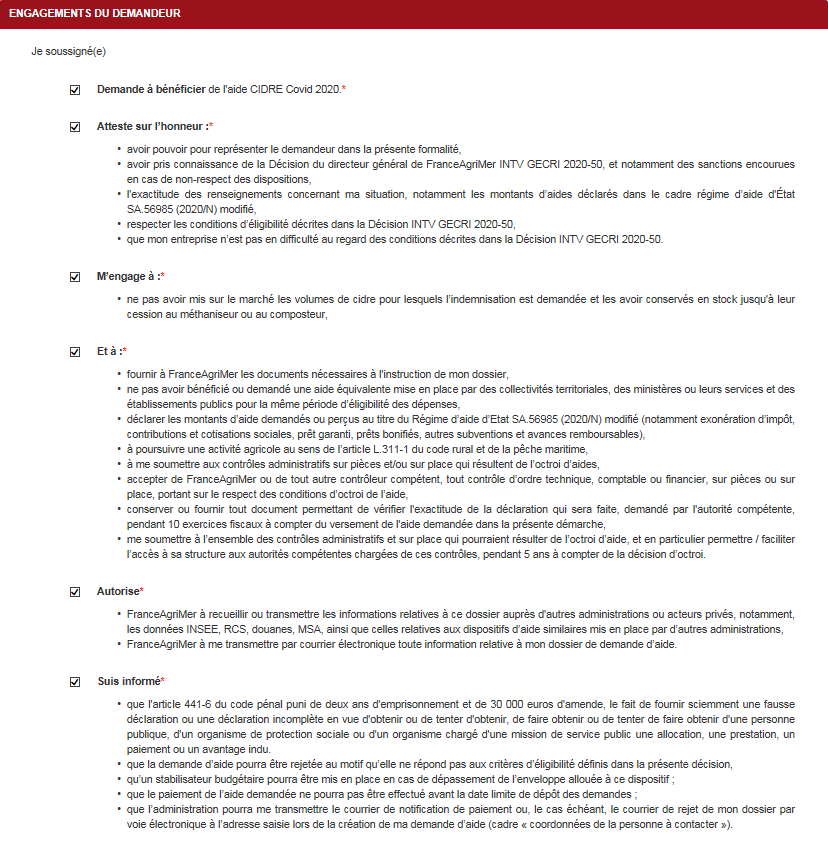 ENGAGEMENTS DU DEMANDEUR
Je soussigné(e)
Demande à bénéficier de l'aide CIDRE Covid 2020.*
Atteste sur l'honneur :*
• avoir pouvoir pour représenter le demandeur dans la présente formalité,
• avoir pris connaissance de la Décision du directeur général de FranceAgriMer INTV GECRI 2020-50, et notamment des sanctions encourues
en cas de non-respect des dispositions,
• l'exactitude des renseignements concernant ma situation, notamment les montants d'aides déclarés dans le cadre régime d'aide d'État
SA.56985 (2020/N) modifié,
• respecter les conditions d'éligibilité décrites dans la Décision INTV GECRI 2020-50,
• que mon entreprise n'est pas en difficulté au regard des conditions décrites dans la Décision INTV GECRI 2020-50.
M'engage à :*
• ne pas avoir mis sur le marché les volumes de cidre pour lesquels l'indemnisation est demandée et les avoir conservés en stock jusqu'à leur
cession au méthaniseur ou au composteur,
Et à :*
• fournir à FranceAgriMer les documents nécessaires à l'instruction de mon dossier,
• ne pas avoir bénéficié ou demandé une aide équivalente mise en place par des collectivités territoriales, des ministères ou leurs services et des
établissements publics pour la même période d'éligibilité des dépenses,
• déclarer les montants d'aide demandés ou perçus au titre du Régime d'aide d'Etat SA.56985 (2020/N) modifié (notamment exonération d'impôt,
contributions et cotisations sociales, prêt garanti, prêts bonifiés, autres subventions et avances remboursables),
• à poursuivre une activité agricole au sens de l'article L.311-1 du code rural et de la pêche maritime,
• à me soumettre aux contrôles administratifs sur pièces et/ou sur place qui résultent de l'octroi d'aides,
• accepter de FranceAgriMer ou de tout autre contrôleur compétent, tout contrôle d'ordre technique, comptable ou financier, sur pièces ou sur
place, portant sur le respect des conditions d'octroi de l'aide,
• conserver ou fournir tout document permettant de vérifier l'exactitude de la déclaration qui sera faite, demandé par l'autorité compétente,
pendant 10 exercices fiscaux à compter du versement de l'aide demandée dans la présente démarche,
• me soumettre à l'ensemble des contrôles administratifs et sur place qui pourraient résulter de l'octroi d'aide, et en particulier permettre / faciliter
l'accès à sa structure aux autorités compétentes chargées de ces contrôles, pendant 5 ans à compter de la décision d'octroi.
Autorise*
• FranceAgriMer à recueillir ou transmettre les informations relatives à ce dossier auprès d'autres administrations ou acteurs privés, notamment,
les données INSEE, RCS, douanes, MSA, ainsi que celles relatives aux dispositifs d'aide similaires mis en place par d'autres administrations,
• FranceAgriMer à me transmettre par courrier électronique toute information relative à mon dossier de demande d'aide.
Suis informé*
• que l'article 441-6 du code pénal puni de deux ans d'emprisonnement et de 30 000 euros d'amende, le fait de fournir sciemment une fausse
déclaration ou une déclaration incomplète en vue d'obtenir ou de tenter d'obtenir, de faire obtenir ou de tenter de faire obtenir d'une personne
publique, d'un organisme de protection sociale ou d'un organisme chargé d'une mission de service public une allocation, une prestation, un
paiement ou un avantage indu.
• que la demande d'aide pourra être rejetée au motif qu'elle ne répond pas aux critères d'éligibilité définis dans la présente décision,
• qu'un stabilisateur budgétaire pourra être mis en place en cas de dépassement de l'enveloppe allouée à ce dispositif ;
• que le paiement de l'aide demandée ne pourra pas être effectué avant la date limite de dépôt des demandes ;
• que l'administration pourra me transmettre le courrier de notification de paiement ou, le cas échéant, le courrier de rejet de mon dossier par
voie électronique à l'adresse saisie lors de la création de ma demande d'aide (cadre « coordonnées de la personne à contacter »).